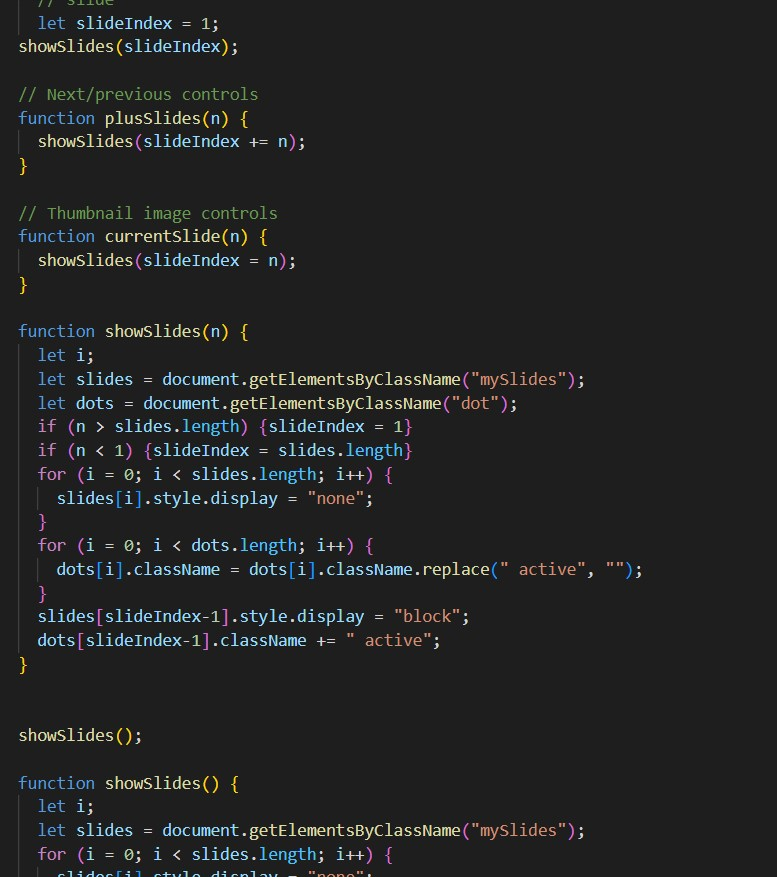 // slide
let slideIndex = 1;
showSlides(slideIndex);
// Next/previous controls
function plusSlides(n) {
showSlides(slideIndex += n);
}
// Thumbnail image controls
function currentSlide(n) {
showSlides(slideIndex = n);
}
function showSlides(n) {
let i;
let slides = document.getElementsByClassName("mySlides");
let dots = document.getElementsByClassName("dot");
if (n > slides.length) {slideIndex = 1}
if (n < 1) {slideIndex = slides.length}
for (i = 0; i < slides.length; i++) {
slides[i].style.display = "none";
}
for (i = 0; i < dots.length; i++) {
dots[i].className = dots[i].className.replace(" active", "");
}
slides[slideIndex-1].style.display = "block";
dots[slideIndex-1].className += " active";
}
showSlides();
function showSlides() {
let i;
let slides = document.getElementsByClassName("mySlides");
for (i = 0; i < slides.length; i++) {
slides[i].style.display = "none";